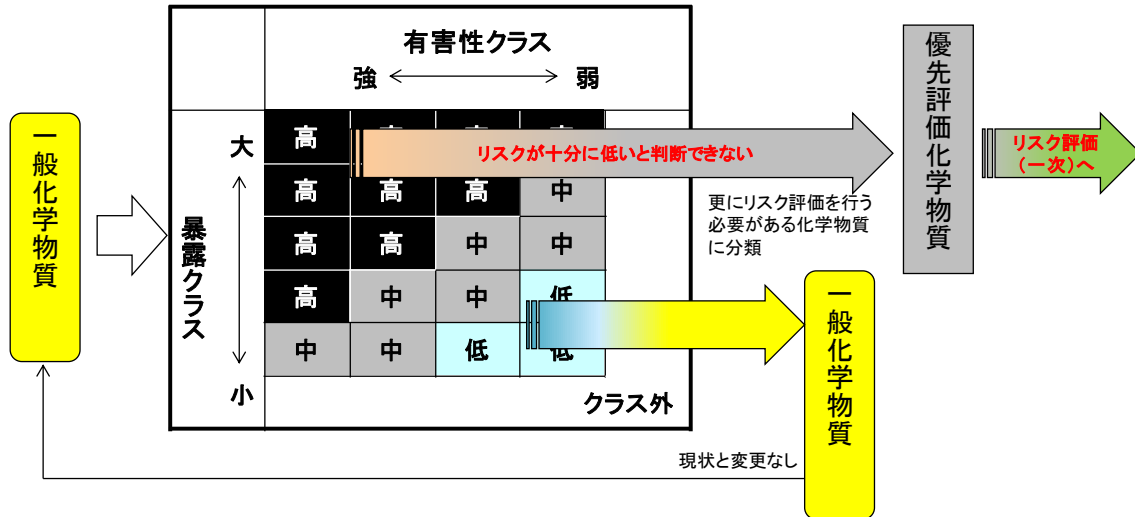 有害性クラス
強
弱
一般化学物質
大
暴露クラス
小
高
リスクが十分に低いと判断できない
高 高 高 中
高 高 中 中
高 中 中 低
中 中 低 低
クラス外
更にリスク評価を行う
必要がある化学物質
に分類
優先評価化学物質
リスク評価
(一次)へ
一般化学物質
現状と変更なし